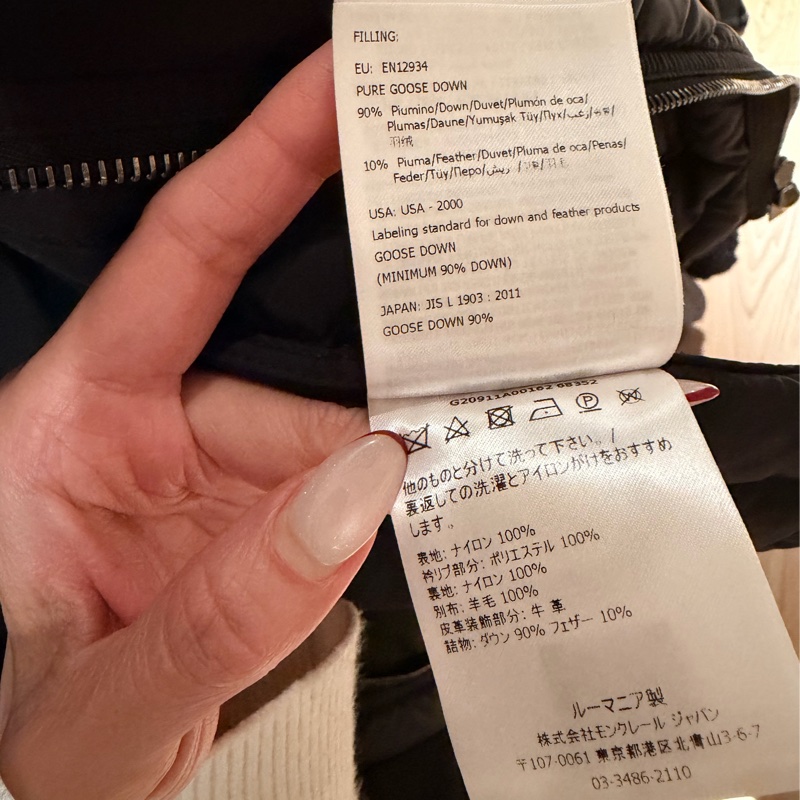 FILLING:
EU: EN12934
PURE GOOSE DOWN
90% Piumino/Down/Duvet/Plumón de oca/
Plumas/Daune/Yumuşak Tüy/Пух/زغب/
羽绒
10% Piuma/Feather/Duvet/Pluma de oca/Penas/
Feder/Tüy/Перо/ريش/
USA: USA - 2000
Labeling standard for down and feather products
GOOSE DOWN
(MINIMUM 90% DOWN)
JAPAN: JIS L 1903 : 2011
GOOSE DOWN 90%
G20911A00162 68352
P
W
他のものと分けて洗って下さい。/
裏返しての洗濯とアイロンがけをおすすめ
します。
表地: ナイロン 100%
衿リブ部分: ポリエステル 100%
裏地: ナイロン 100%
別布: 羊毛 100%
皮革装飾部分: 牛 革
詰物: ダウン 90% フェザー 10%
ルーマニア製
株式会社モンクレール ジャパン
〒107-0061 東京都港区北青山3-6-7
03-3486-2110